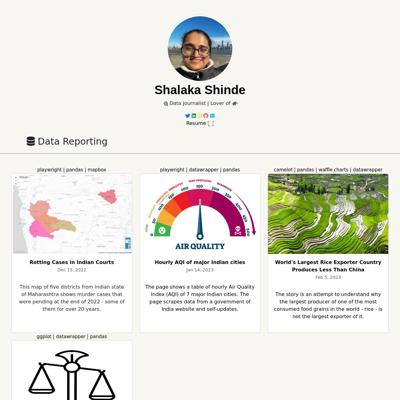 Shalaka Shinde
Data Journalist | Lover of
Resume
Data Reporting
playwright | pandas | mapbox
Rotting Cases in Indian Courts
Dec 15, 2022
This map of five districts from Indian state
of Maharashtra shows murder cases that
were pending at the end of 2022 - some of
them for over 20 years.
playwright | datawrapper | pandas
AIR QUALITY
Hourly AQI of major Indian cities
Jan 14, 2023
The page shows a table of hourly Air Quality
Index (AQI) of 7 major Indian cities. The
page scrapes data from a government of
India website and self-updates.
camelot | pandas | waffle charts | datawrapper
World's Largest Rice Exporter Country
Produces Less Than China
Feb 5, 2023
The story is an attempt to understand why
the largest producer of one of the most
consumed food grains in the world - rice - is
not the largest exporter of it.
ggplot | datawrapper | pandas